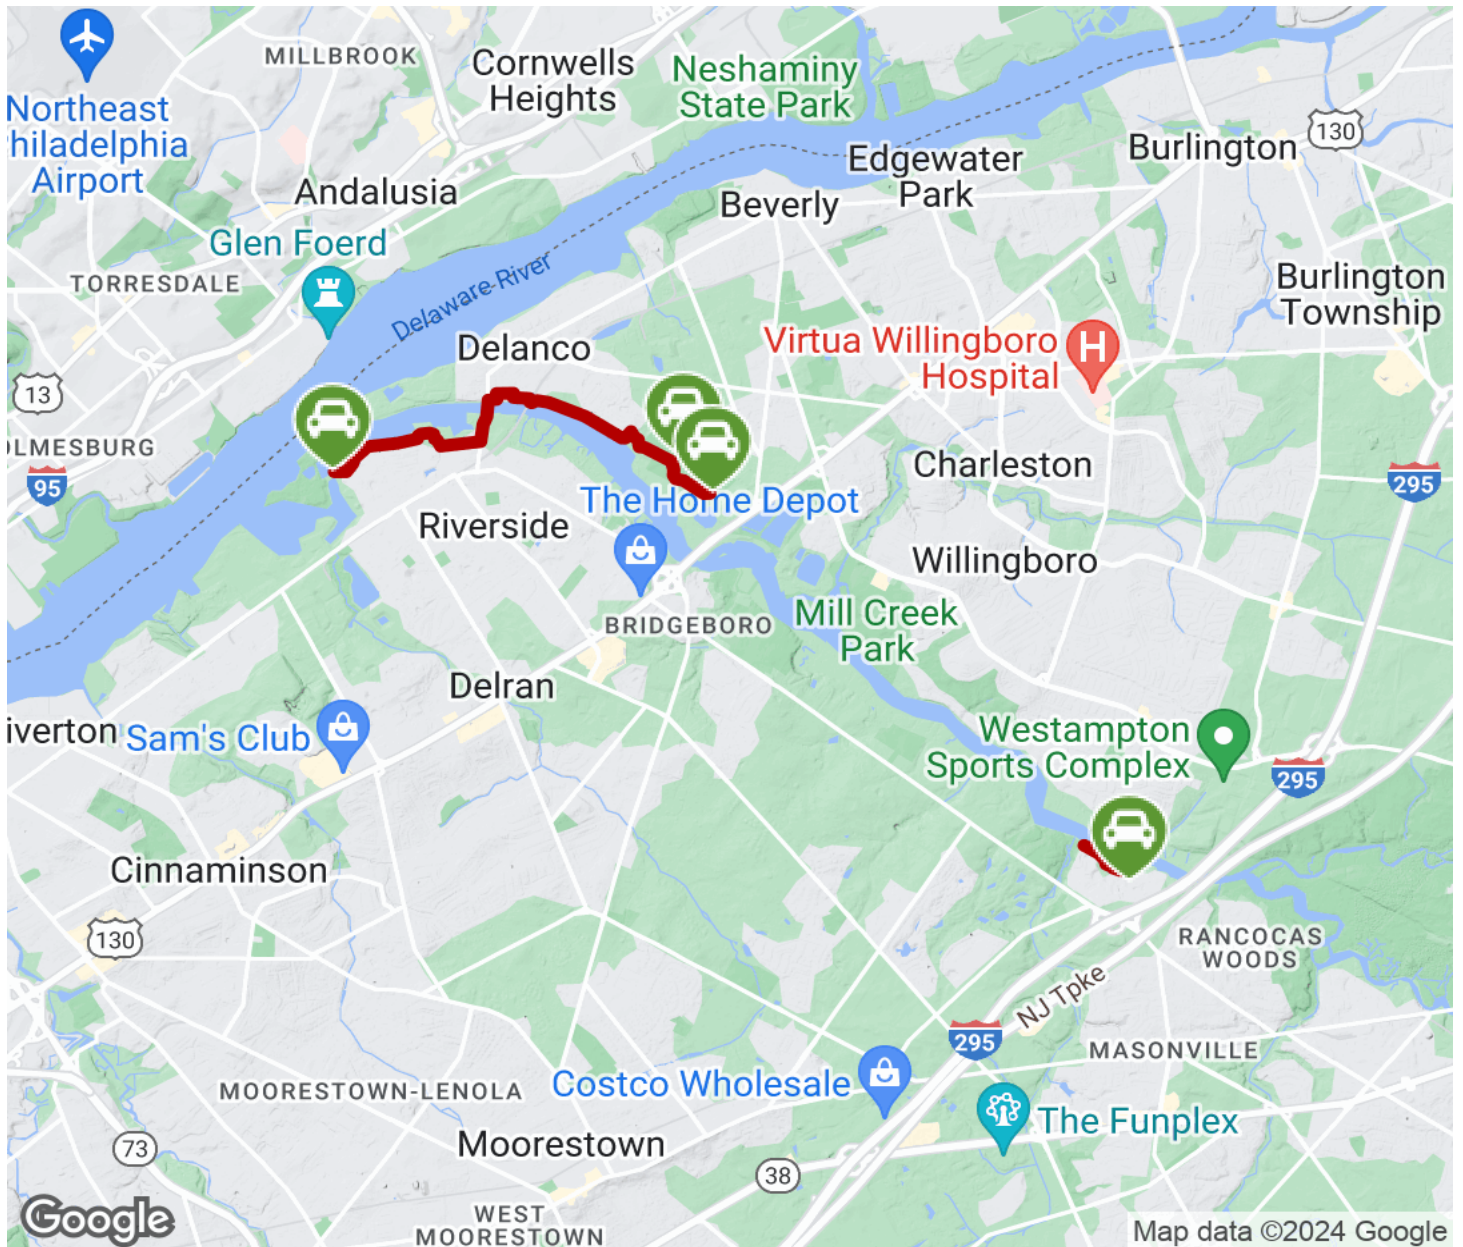 MILLBROOK
Cornwells
Heights
Neshaminy
State Park
Northeast
hiladelphia
Airport
130
Burlington
Edgewater
Park
Andalusia
Beverly
Glen Foerd
TORRESDALE
Delaware River
Burlington
Township
Delanco
Virtua Willingboro
Hospital
H
13
OLMESBURG
95
Charleston
295
The Home Depot
Riverside
Willingboro
BRIDGEBORO
Mill Creek
Park
Delran
iverton
Sam's Club
Westampton
Sports Complex
295
Cinnaminson
130
RANCOCAS
WOODS
NJ Tpke
295
MASONVILLE
MOORESTOWN-LENOLA
Costco Wholesale
The Funplex
73
Moorestown
38
Google
WEST
MOORESTOWN
Map data ©2024 Google